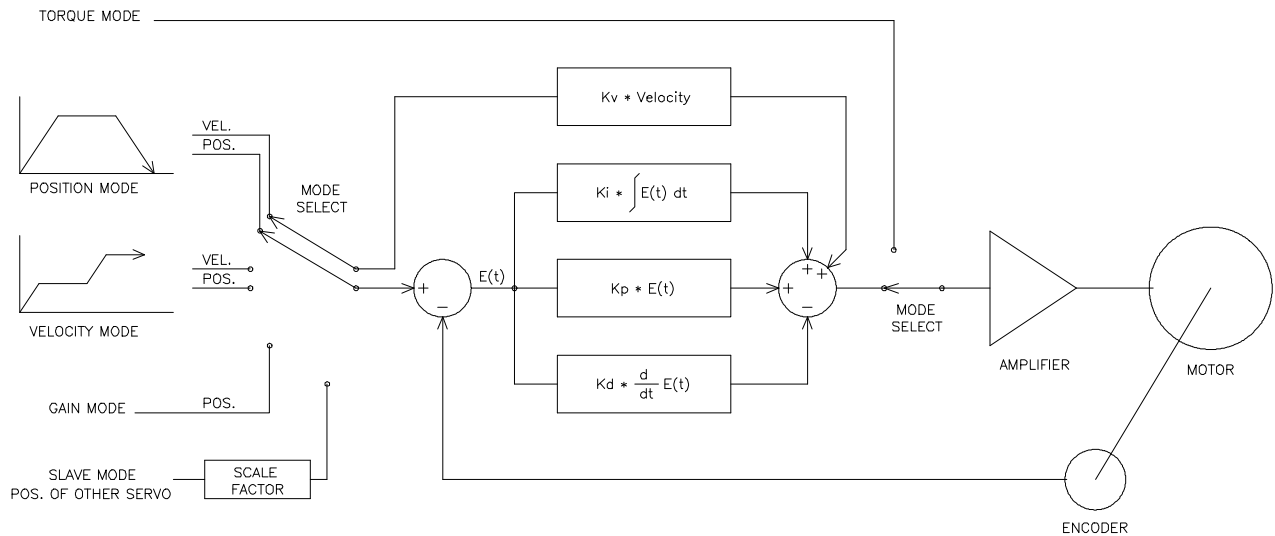 TORQUE MODE
Kv * Velocity
VEL.
POS.
POSITION MODE
MODE
SELECT
Ki * ∫ E(t) dt
VEL.
POS.
VELOCITY MODE
E(t)
+
−
Kp * E(t)
+
+
+
−
MODE
SELECT
AMPLIFIER
MOTOR
Kd * d/dt E(t)
GAIN MODE
POS.
SLAVE MODE
POS. OF OTHER SERVO
SCALE
FACTOR
ENCODER